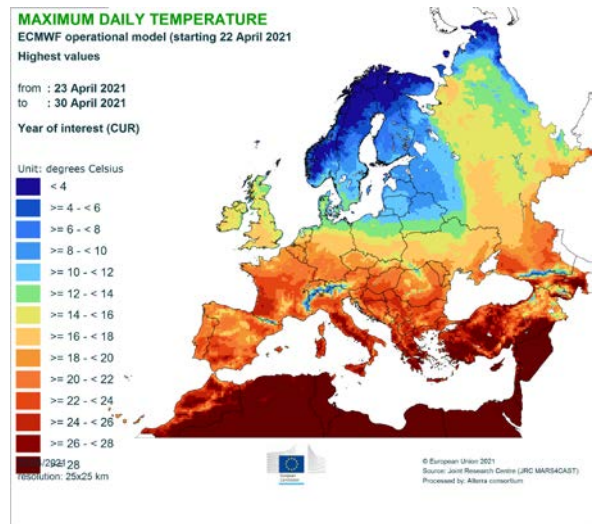 MAXIMUM DAILY TEMPERATURE
ECMWF operational model (starting 22 April 2021
Highest values
from : 23 April 2021
to : 30 April 2021
Year of interest (CUR)
Unit: degrees Celsius
< 4
>= 4 - < 6
>= 6 - < 8
>= 8 - < 10
>= 10 - < 12
>= 12 - < 14
>= 14 - < 16
>= 16 - < 18
>= 18 - < 20
>= 20 - < 22
>= 22 - < 24
>= 24 - < 26
>= 26 - < 28
28
/2021
resolution: 25x25 km
© European Union 2021
Source: Joint Research Centre (JRC MARS4CAST)
Processed by: Alterra consortium